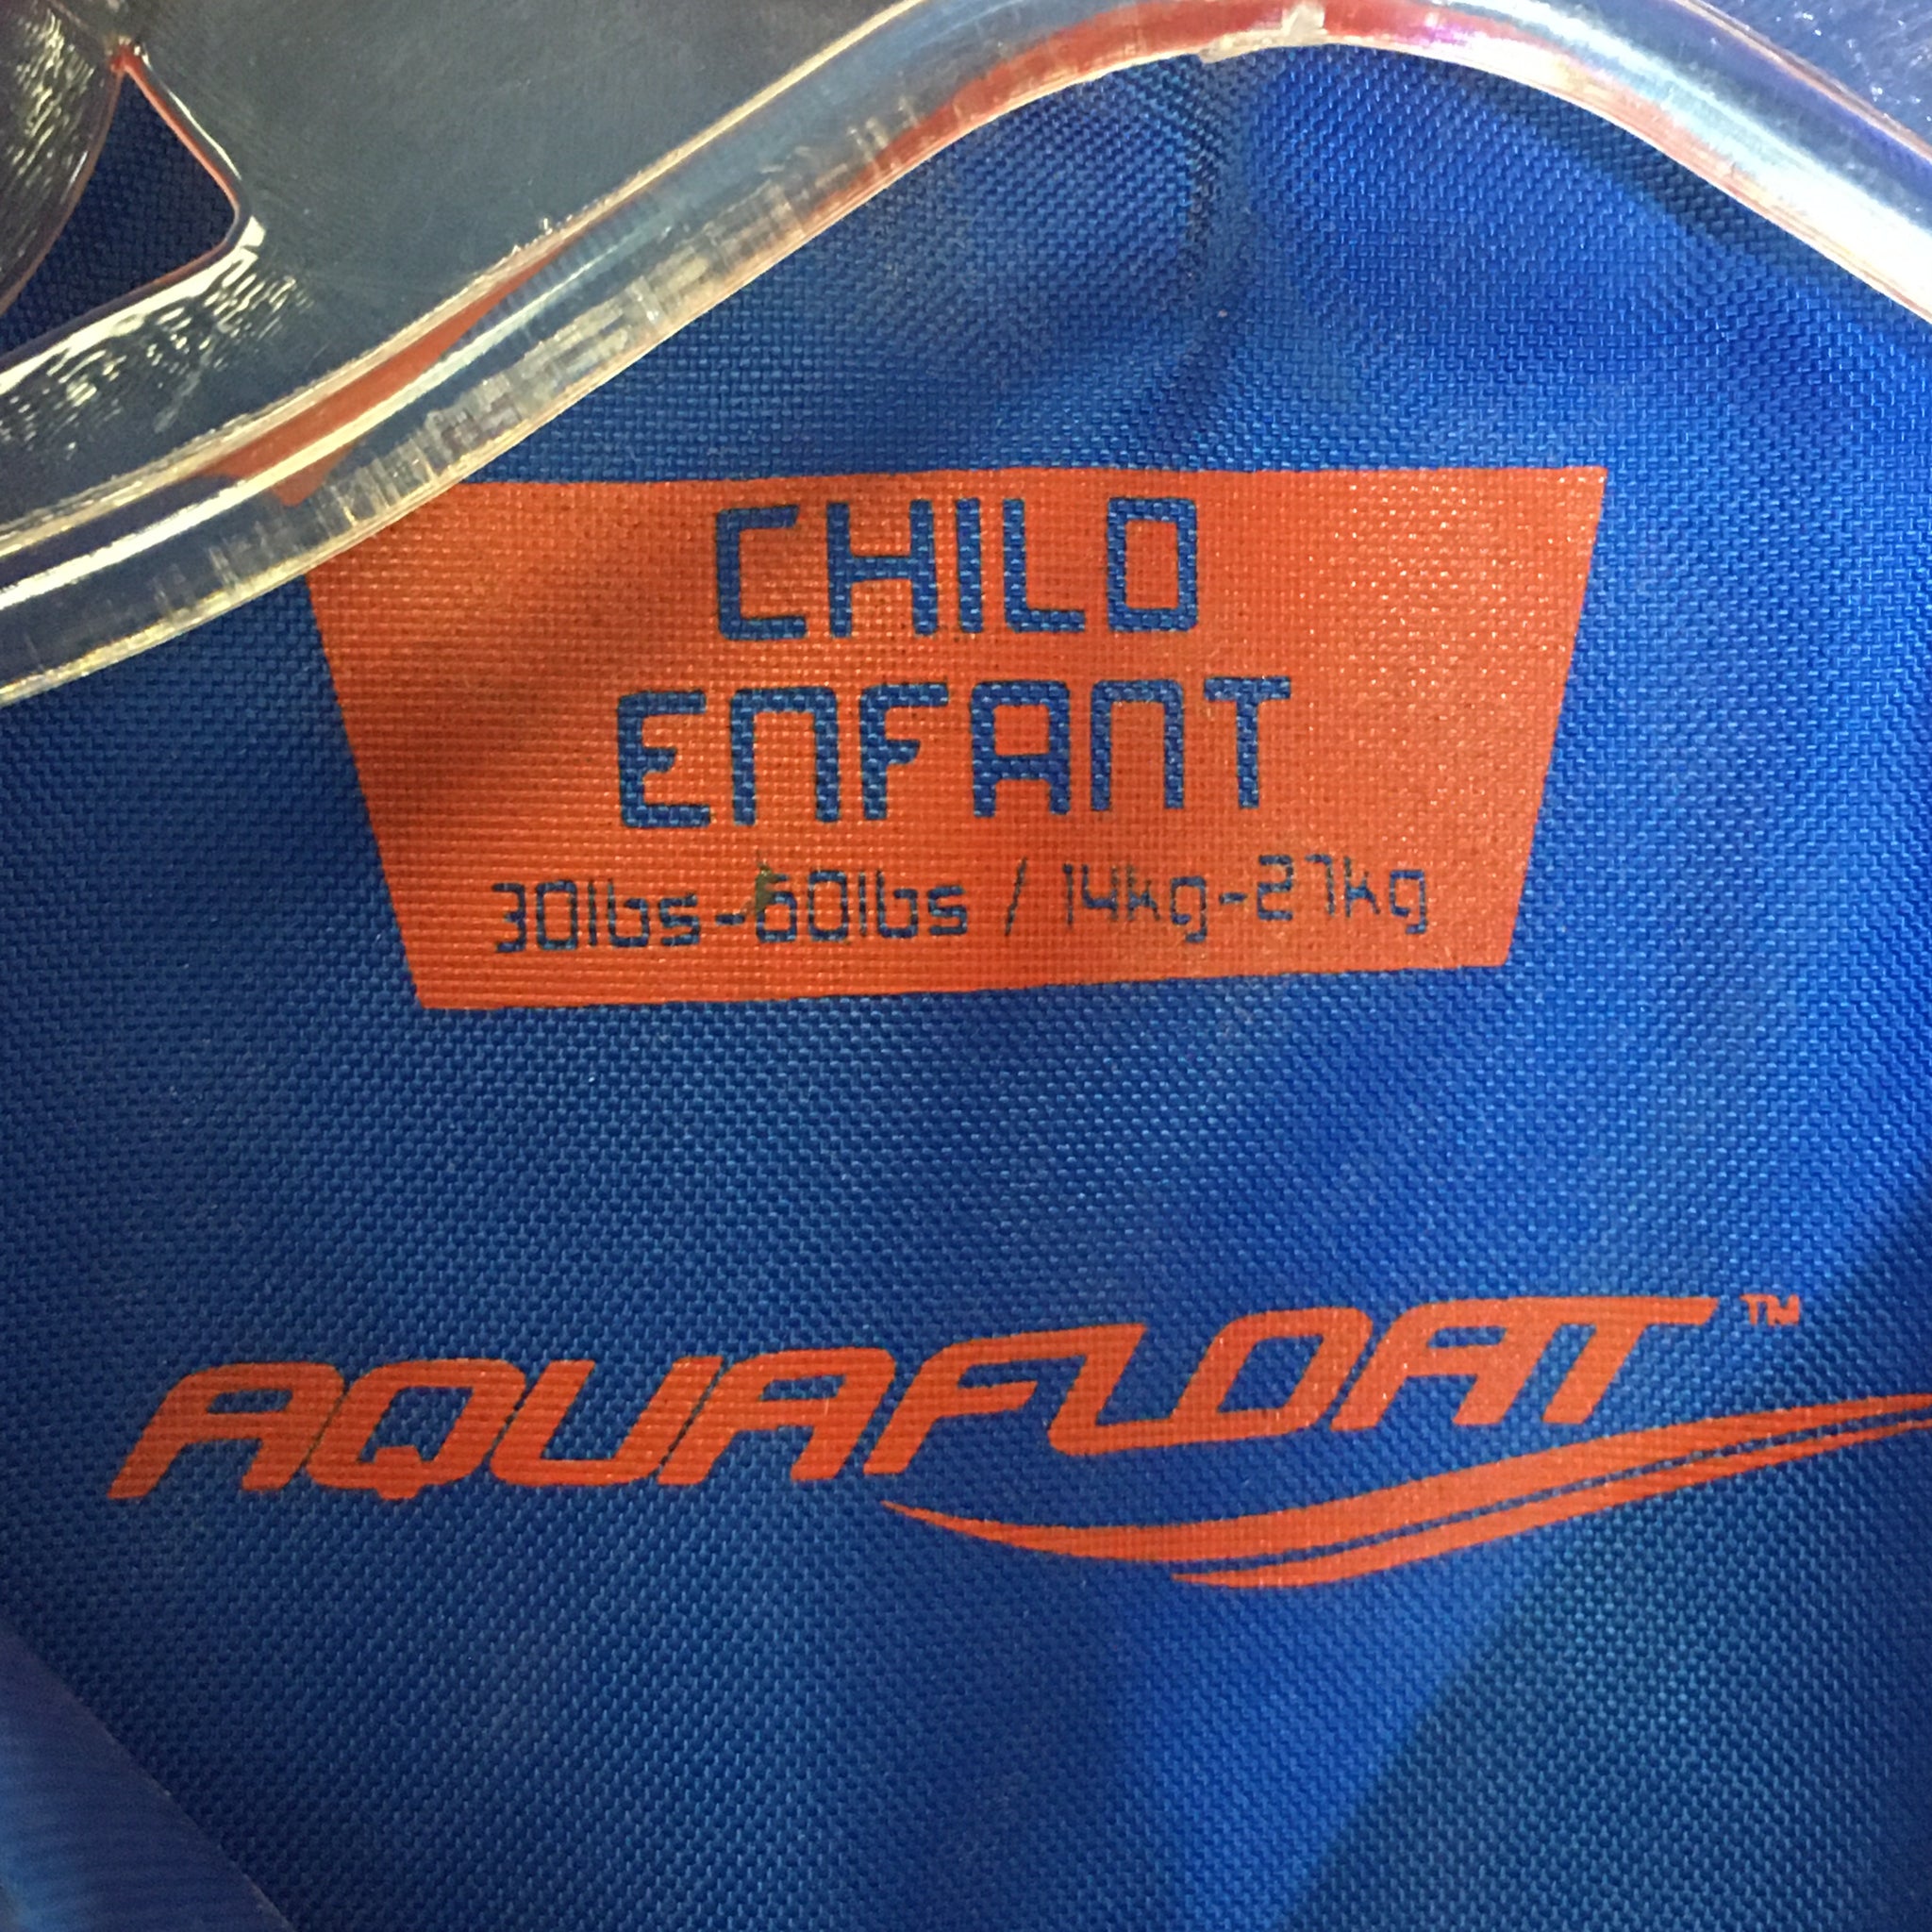 CHILD
ENFANT
30lbs-60lbs / 14kg-27kg
AQUAFLOAT™